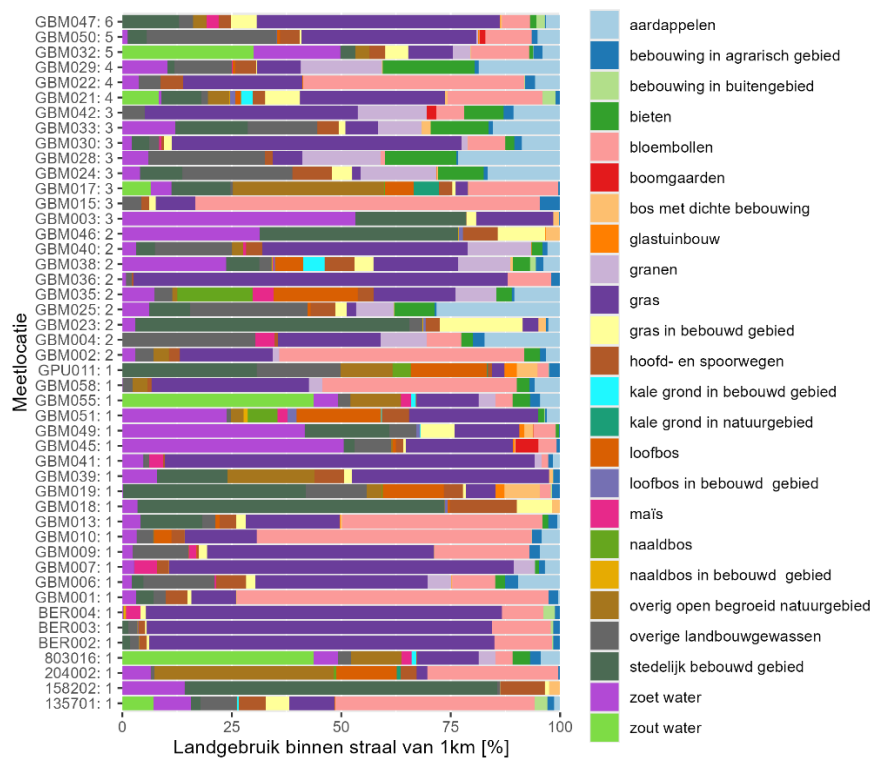 Meetlocatie
GBM047: 6
GBM050: 5
GBM032: 5
GBM029: 4
GBM022: 4
GBM021: 4
GBM042: 3
GBM033: 3
GBM030: 3
GBM028: 3
GBM024: 3
GBM017: 3
GBM015: 3
GBM003: 3
GBM046: 2
GBM040: 2
GBM038: 2
GBM036: 2
GBM035: 2
GBM025: 2
GBM023: 2
GBM004: 2
GBM002: 2
GPU011: 1
GBM058: 1
GBM055: 1
GBM051: 1
GBM049: 1
GBM045: 1
GBM041: 1
GBM039: 1
GBM019: 1
GBM018: 1
GBM013: 1
GBM010: 1
GBM009: 1
GBM007: 1
GBM006: 1
GBM001: 1
BER004: 1
BER003: 1
BER002: 1
803016: 1
204002: 1
158202: 1
135701: 1
0 25 50 75 100
Landgebruik binnen straal van 1km [%]
aardappelen
bebouwing in agrarisch gebied
bebouwing in buitengebied
bieten
bloembollen
boomgaarden
bos met dichte bebouwing
glastuinbouw
granen
gras
gras in bebouwd gebied
hoofd- en spoorwegen
kale grond in bebouwd gebied
kale grond in natuurgebied
loofbos
loofbos in bebouwd  gebied
maïs
naaldbos
naaldbos in bebouwd  gebied
overig open begroeid natuurgebied
overige landbouwgewassen
stedelijk bebouwd gebied
zoet water
zout water